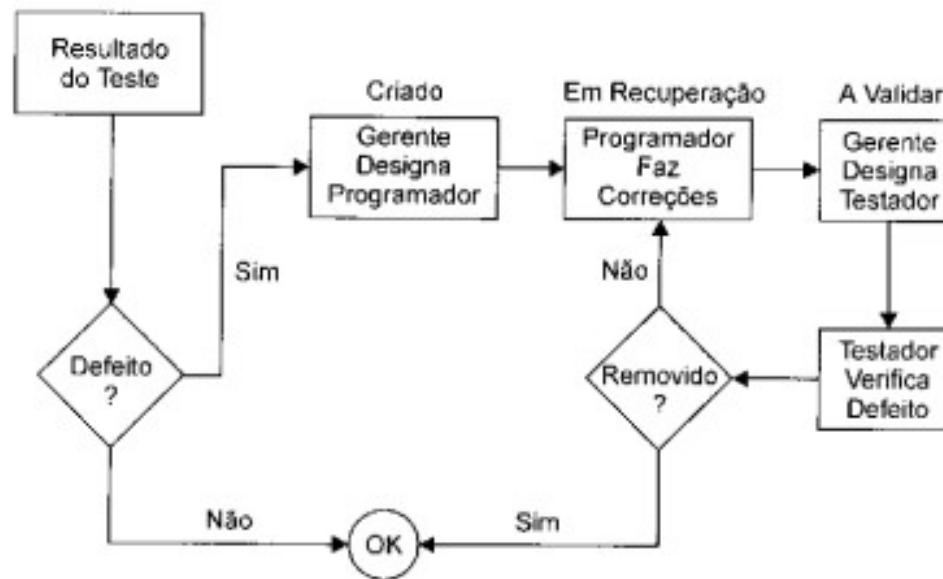 Resultado
do Teste
Criado
Gerente
Designa
Programador
Em Recuperação
Programador
Faz
Correções
A Validar
Gerente
Designa
Testador
Sim
Não
Defeito
?
Removido
?
Testador
Verifica
Defeito
Não
OK
Sim